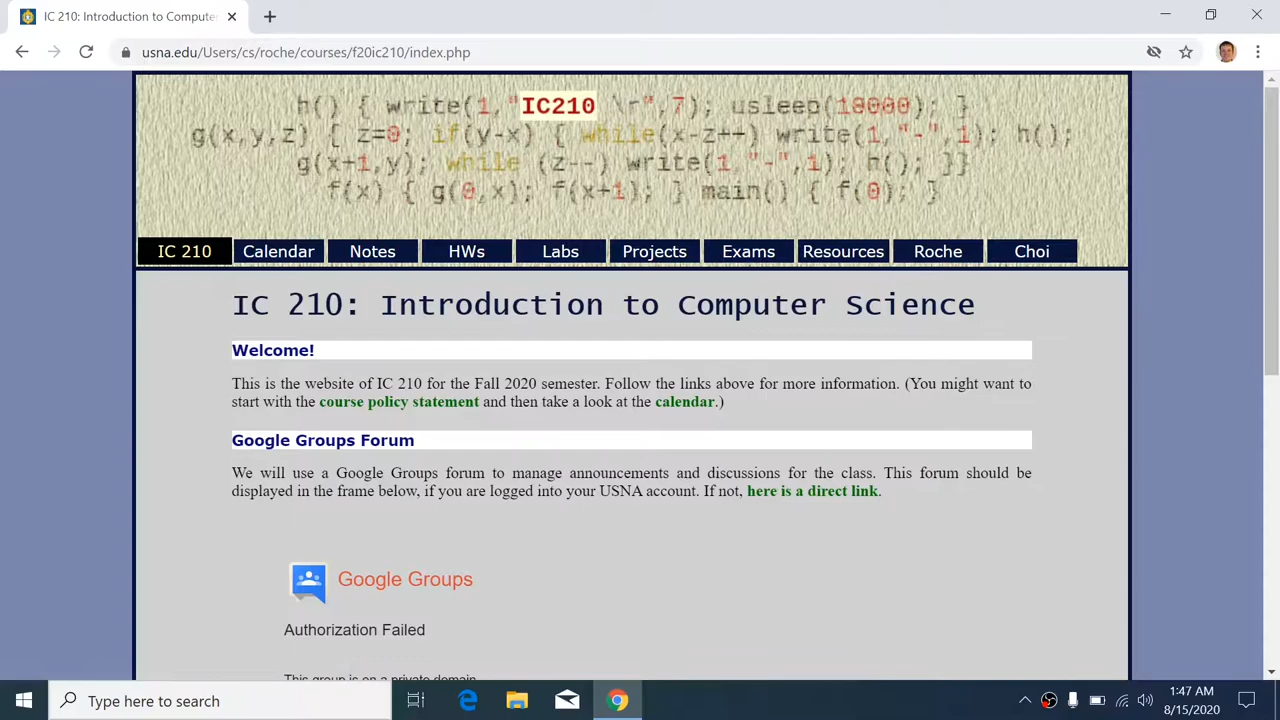 IC 210: Introduction to Compute
usna.edu/Users/cs/roche/courses/f20ic210/index.php
h() { write(1,"IC210 \r",7); usleep(18000); }
g(x,y,z) { z=0; if(y-x) { while(x-z++) write(1,"-",1); h();
g(x+1,y); while (z--) write(1,"-",1); h(); }}
f(x) { g(0,x); f(x+1); } main() { f(0); }
IC 210 Calendar Notes HWs Labs Projects Exams Resources Roche Choi
IC 210: Introduction to Computer Science
Welcome!
This is the website of IC 210 for the Fall 2020 semester. Follow the links above for more information. (You might want to
start with the course policy statement and then take a look at the calendar.)
Google Groups Forum
We will use a Google Groups forum to manage announcements and discussions for the class. This forum should be
displayed in the frame below, if you are logged into your USNA account. If not, here is a direct link.
Google Groups
Authorization Failed
This group is on a private domain
Type here to search
1:47 AM
8/15/2020